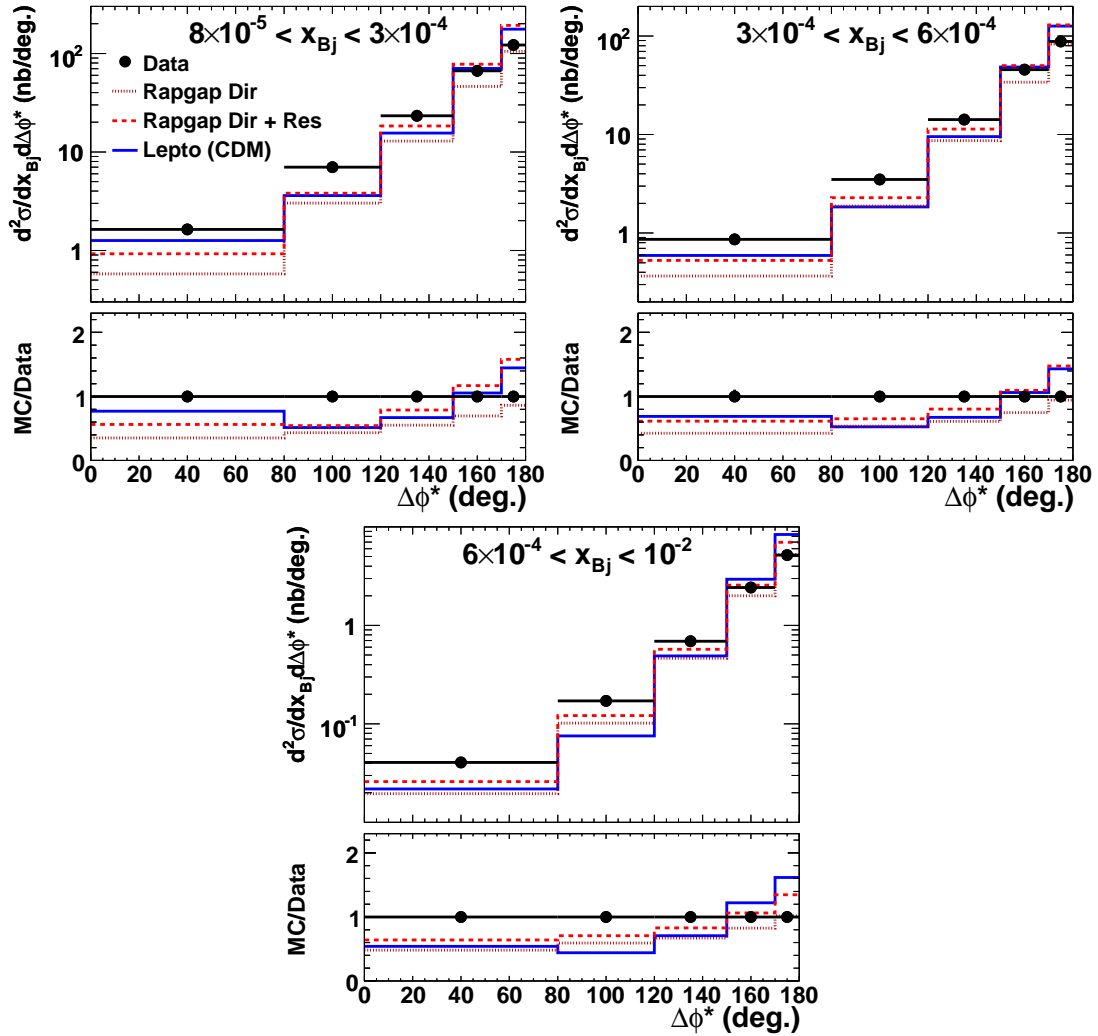 8×10⁻⁵ < x_Bj < 3×10⁻⁴
d²σ/dx_Bj dΔφ* (nb/deg.)
10²
10
1
Data
Rapgap Dir
Rapgap Dir + Res
Lepto (CDM)
MC/Data
2
1
0
0 20 40 60 80 100 120 140 160 180
Δφ* (deg.)
3×10⁻⁴ < x_Bj < 6×10⁻⁴
d²σ/dx_Bj dΔφ* (nb/deg.)
10²
10
1
MC/Data
2
1
0
0 20 40 60 80 100 120 140 160 180
Δφ* (deg.)
6×10⁻⁴ < x_Bj < 10⁻²
d²σ/dx_Bj dΔφ* (nb/deg.)
1
10⁻¹
MC/Data
2
1
0
0 20 40 60 80 100 120 140 160 180
Δφ* (deg.)